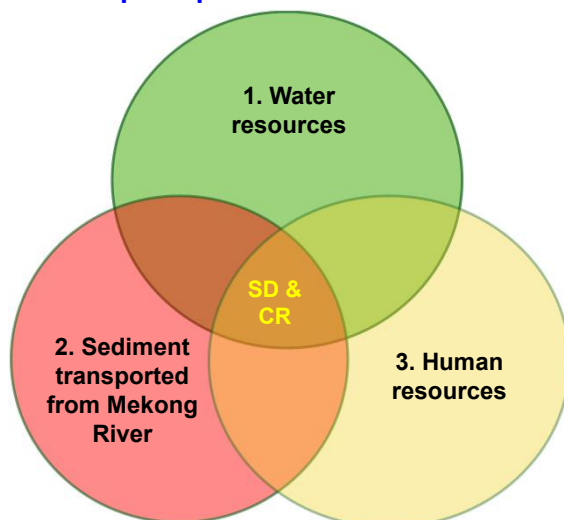 1. Water
resources
SD &
CR
2. Sediment
transported
from Mekong
River
3. Human
resources